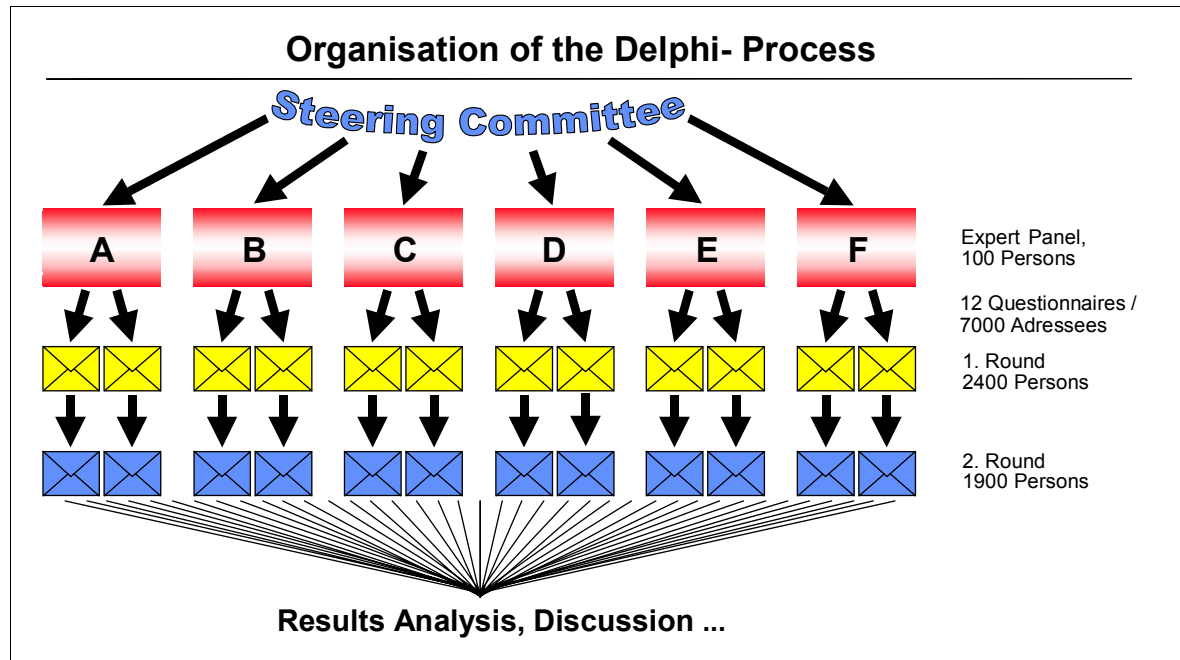 Organisation of the Delphi- Process
Steering Committee
A
B
C
D
E
F
Expert Panel,
100 Persons
12 Questionnaires /
7000 Adressees
1. Round
2400 Persons
2. Round
1900 Persons
Results Analysis, Discussion ...